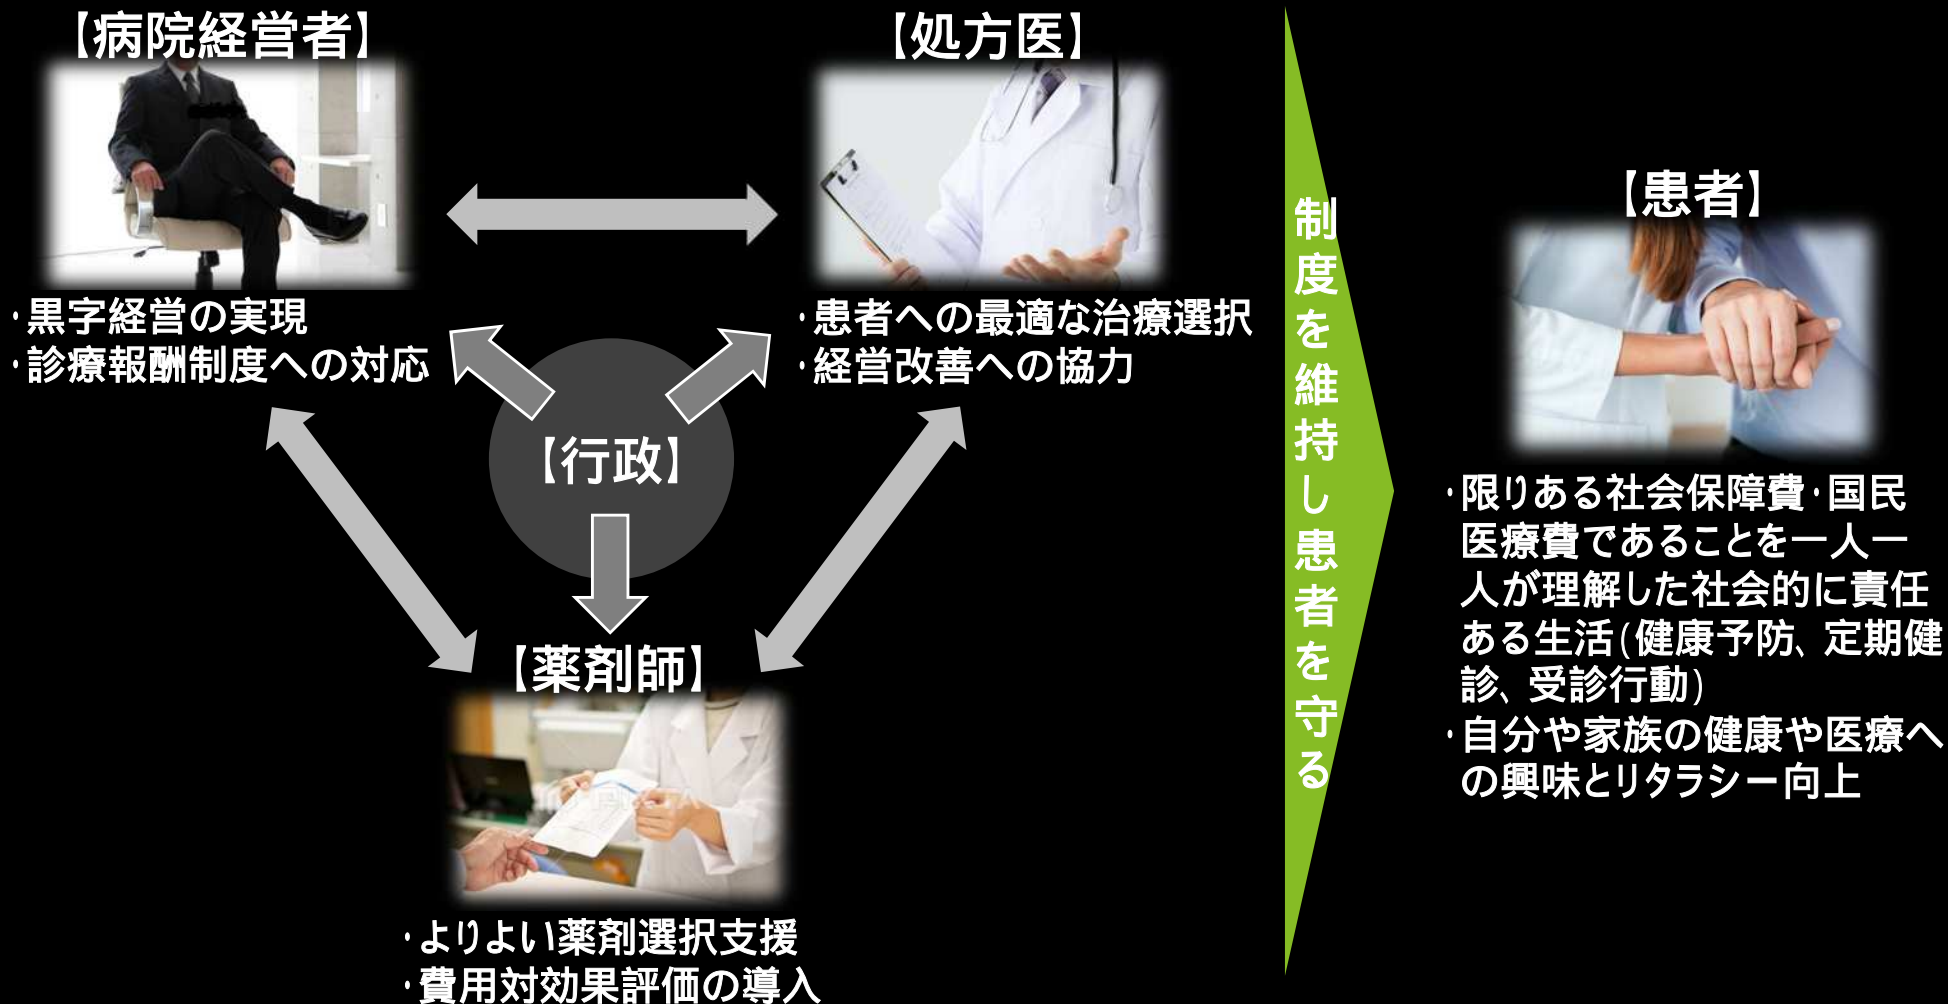 【病院経営者】
・黒字経営の実現
・診療報酬制度への対応
【処方医】
・患者への最適な治療選択
・経営改善への協力
【行政】
【薬剤師】
・よりよい薬剤選択支援
・費用対効果評価の導入
制度を維持し患者を守る
【患者】
・限りある社会保障費・国民
医療費であることを一人一
人が理解した社会的に責任
ある生活(健康予防、定期健
診、受診行動)
・自分や家族の健康や医療へ
の興味とリタラシー向上